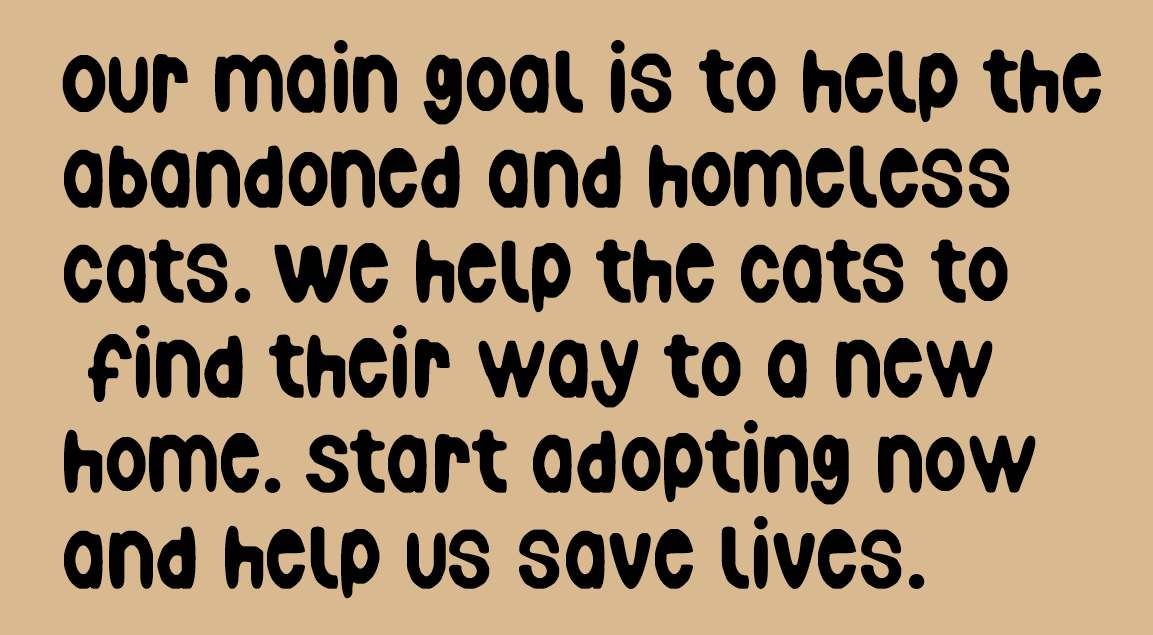 our main goal is to help the
abandoned and homeless
cats. We help the cats to
find their way to a new
home. Start adopting now
and help us save lives.